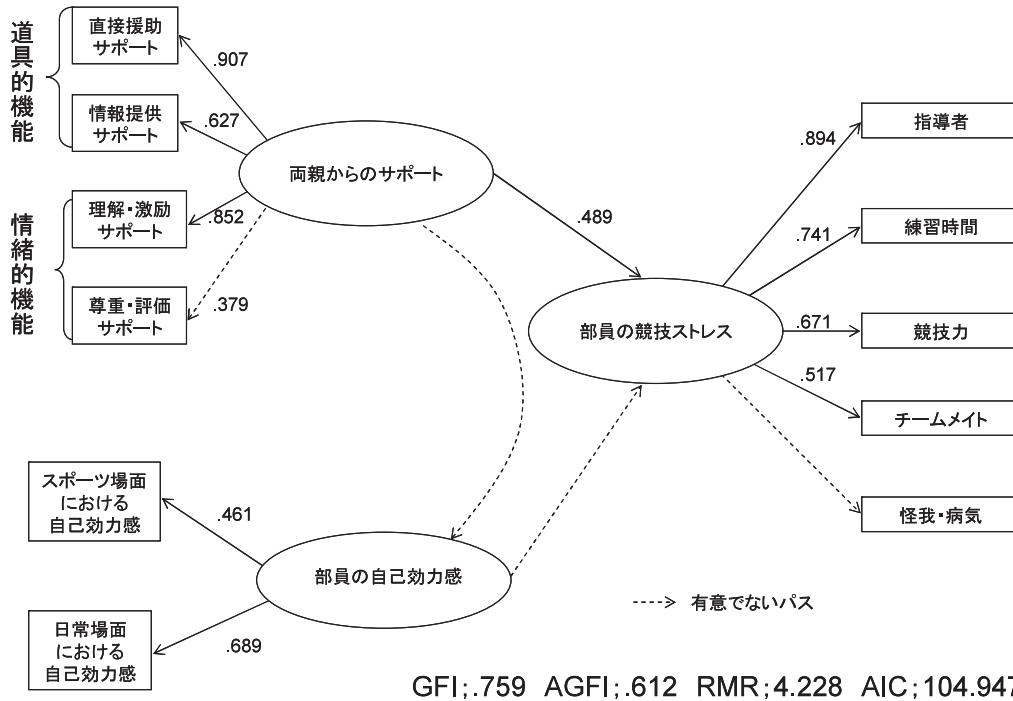 道具的機能
直接援助
サポート
.907
情報提供
サポート
.627
両親からのサポート
情緒的機能
理解・激励
サポート
.852
尊重・評価
サポート
.379
.489
部員の競技ストレス
.894
指導者
.741
練習時間
.671
競技力
.517
チームメイト
怪我・病気
スポーツ場面
における
自己効力感
.461
部員の自己効力感
日常場面
における
自己効力感
.689
有意でないパス
GFI;.759 AGFI;.612 RMR;4.228 AIC;104.947